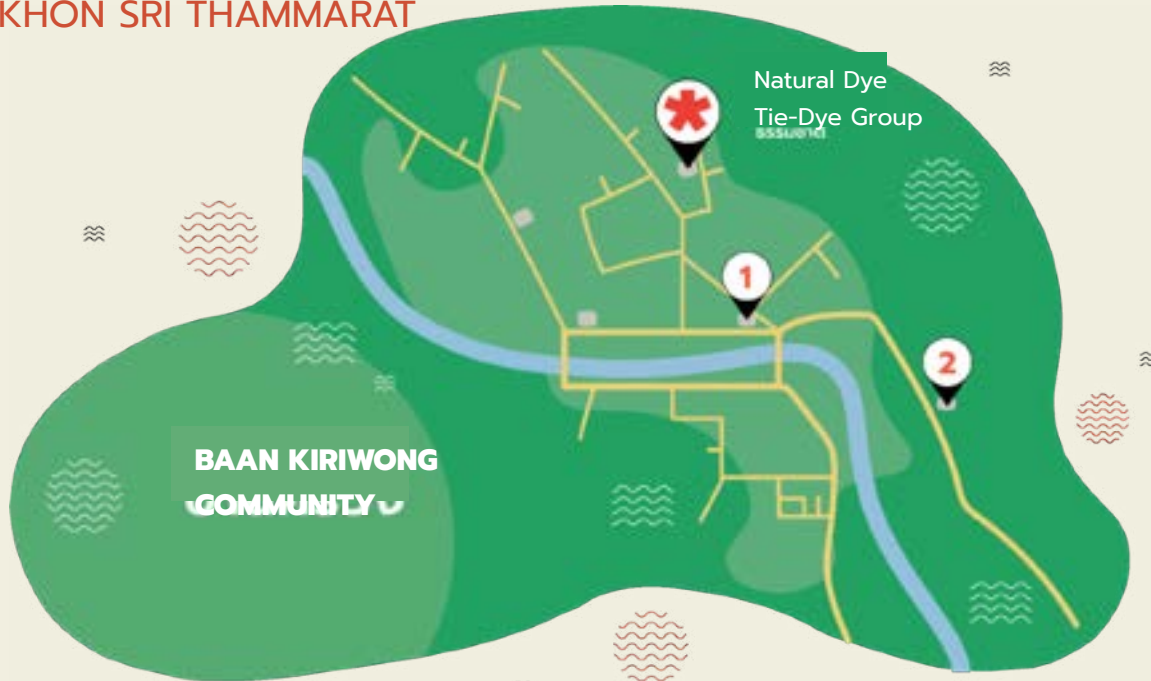 KHON SRI THAMMARAT
Natural Dye
Tie-Dye Group
1
2
BAAN KIRIWONG
COMMUNITY